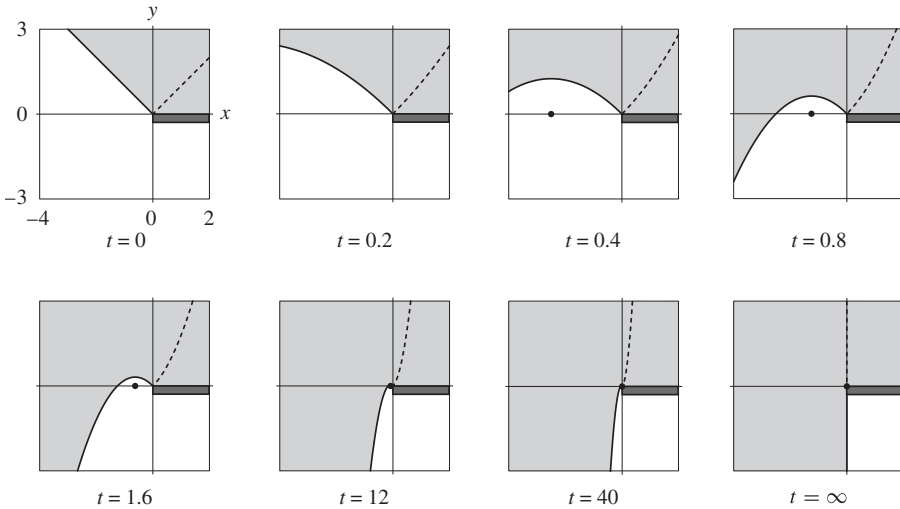 y
3
0 x
−3
−4 0 2
t = 0 t = 0.2 t = 0.4 t = 0.8
t = 1.6 t = 12 t = 40 t = ∞